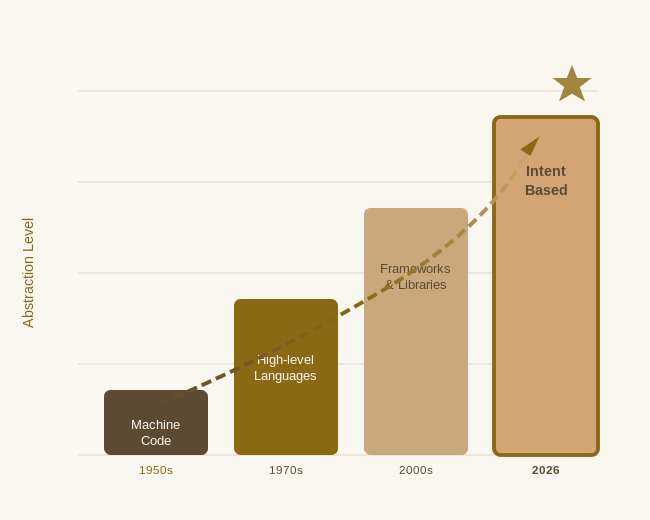 Abstraction Level
Intent
Based
Frameworks
& Libraries
High-level
Languages
Machine
Code
1950s
1970s
2000s
2026